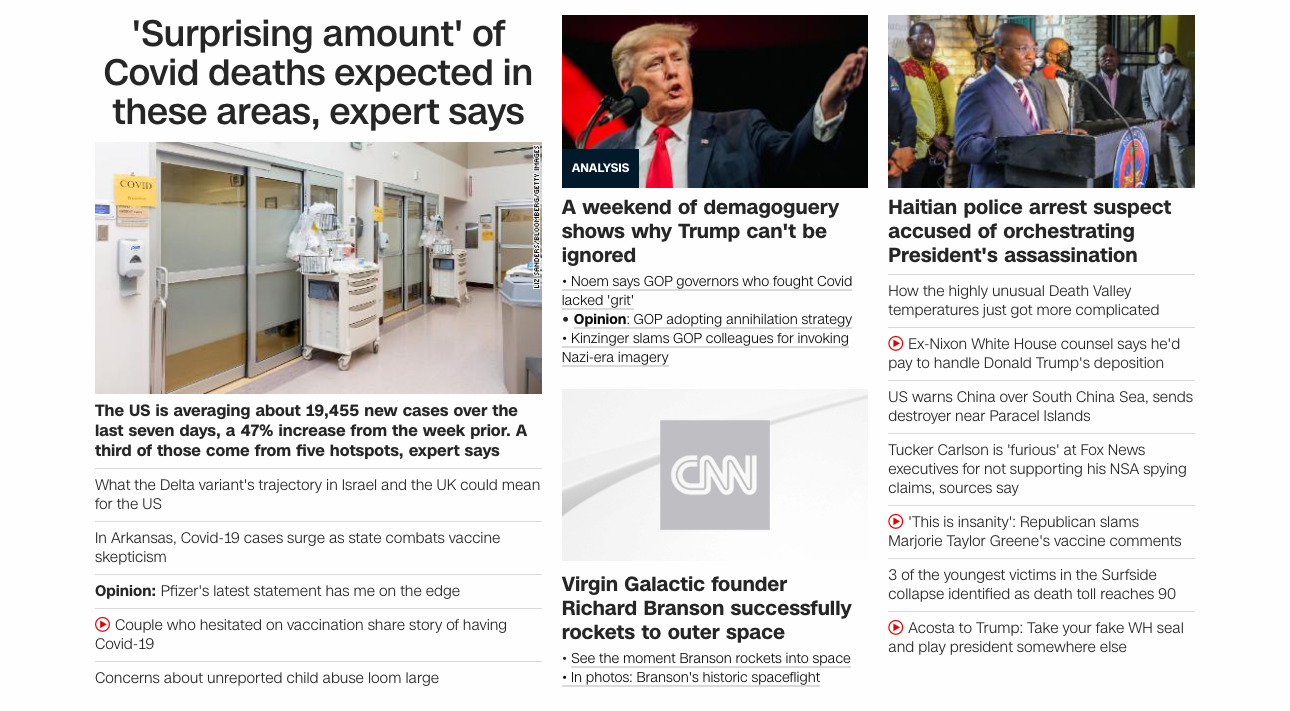 'Surprising amount' of
Covid deaths expected in
these areas, expert says
COVID
LIZ SANDERS/BLOOMBERG/GETTY IMAGES
The US is averaging about 19,455 new cases over the
last seven days, a 47% increase from the week prior. A
third of those come from five hotspots, expert says
What the Delta variant's trajectory in Israel and the UK could mean
for the US
In Arkansas, Covid-19 cases surge as state combats vaccine
skepticism
Opinion: Pfizer's latest statement has me on the edge
Couple who hesitated on vaccination share story of having
Covid-19
Concerns about unreported child abuse loom large
ANALYSIS
A weekend of demagoguery
shows why Trump can't be
ignored
• Noem says GOP governors who fought Covid
lacked 'grit'
• Opinion: GOP adopting annihilation strategy
• Kinzinger slams GOP colleagues for invoking
Nazi-era imagery
CNN
Virgin Galactic founder
Richard Branson successfully
rockets to outer space
• See the moment Branson rockets into space
• In photos: Branson's historic spaceflight
Haitian police arrest suspect
accused of orchestrating
President's assassination
How the highly unusual Death Valley
temperatures just got more complicated
Ex-Nixon White House counsel says he'd
pay to handle Donald Trump's deposition
US warns China over South China Sea, sends
destroyer near Paracel Islands
Tucker Carlson is 'furious' at Fox News
executives for not supporting his NSA spying
claims, sources say
'This is insanity': Republican slams
Marjorie Taylor Greene's vaccine comments
3 of the youngest victims in the Surfside
collapse identified as death toll reaches 90
Acosta to Trump: Take your fake WH seal
and play president somewhere else